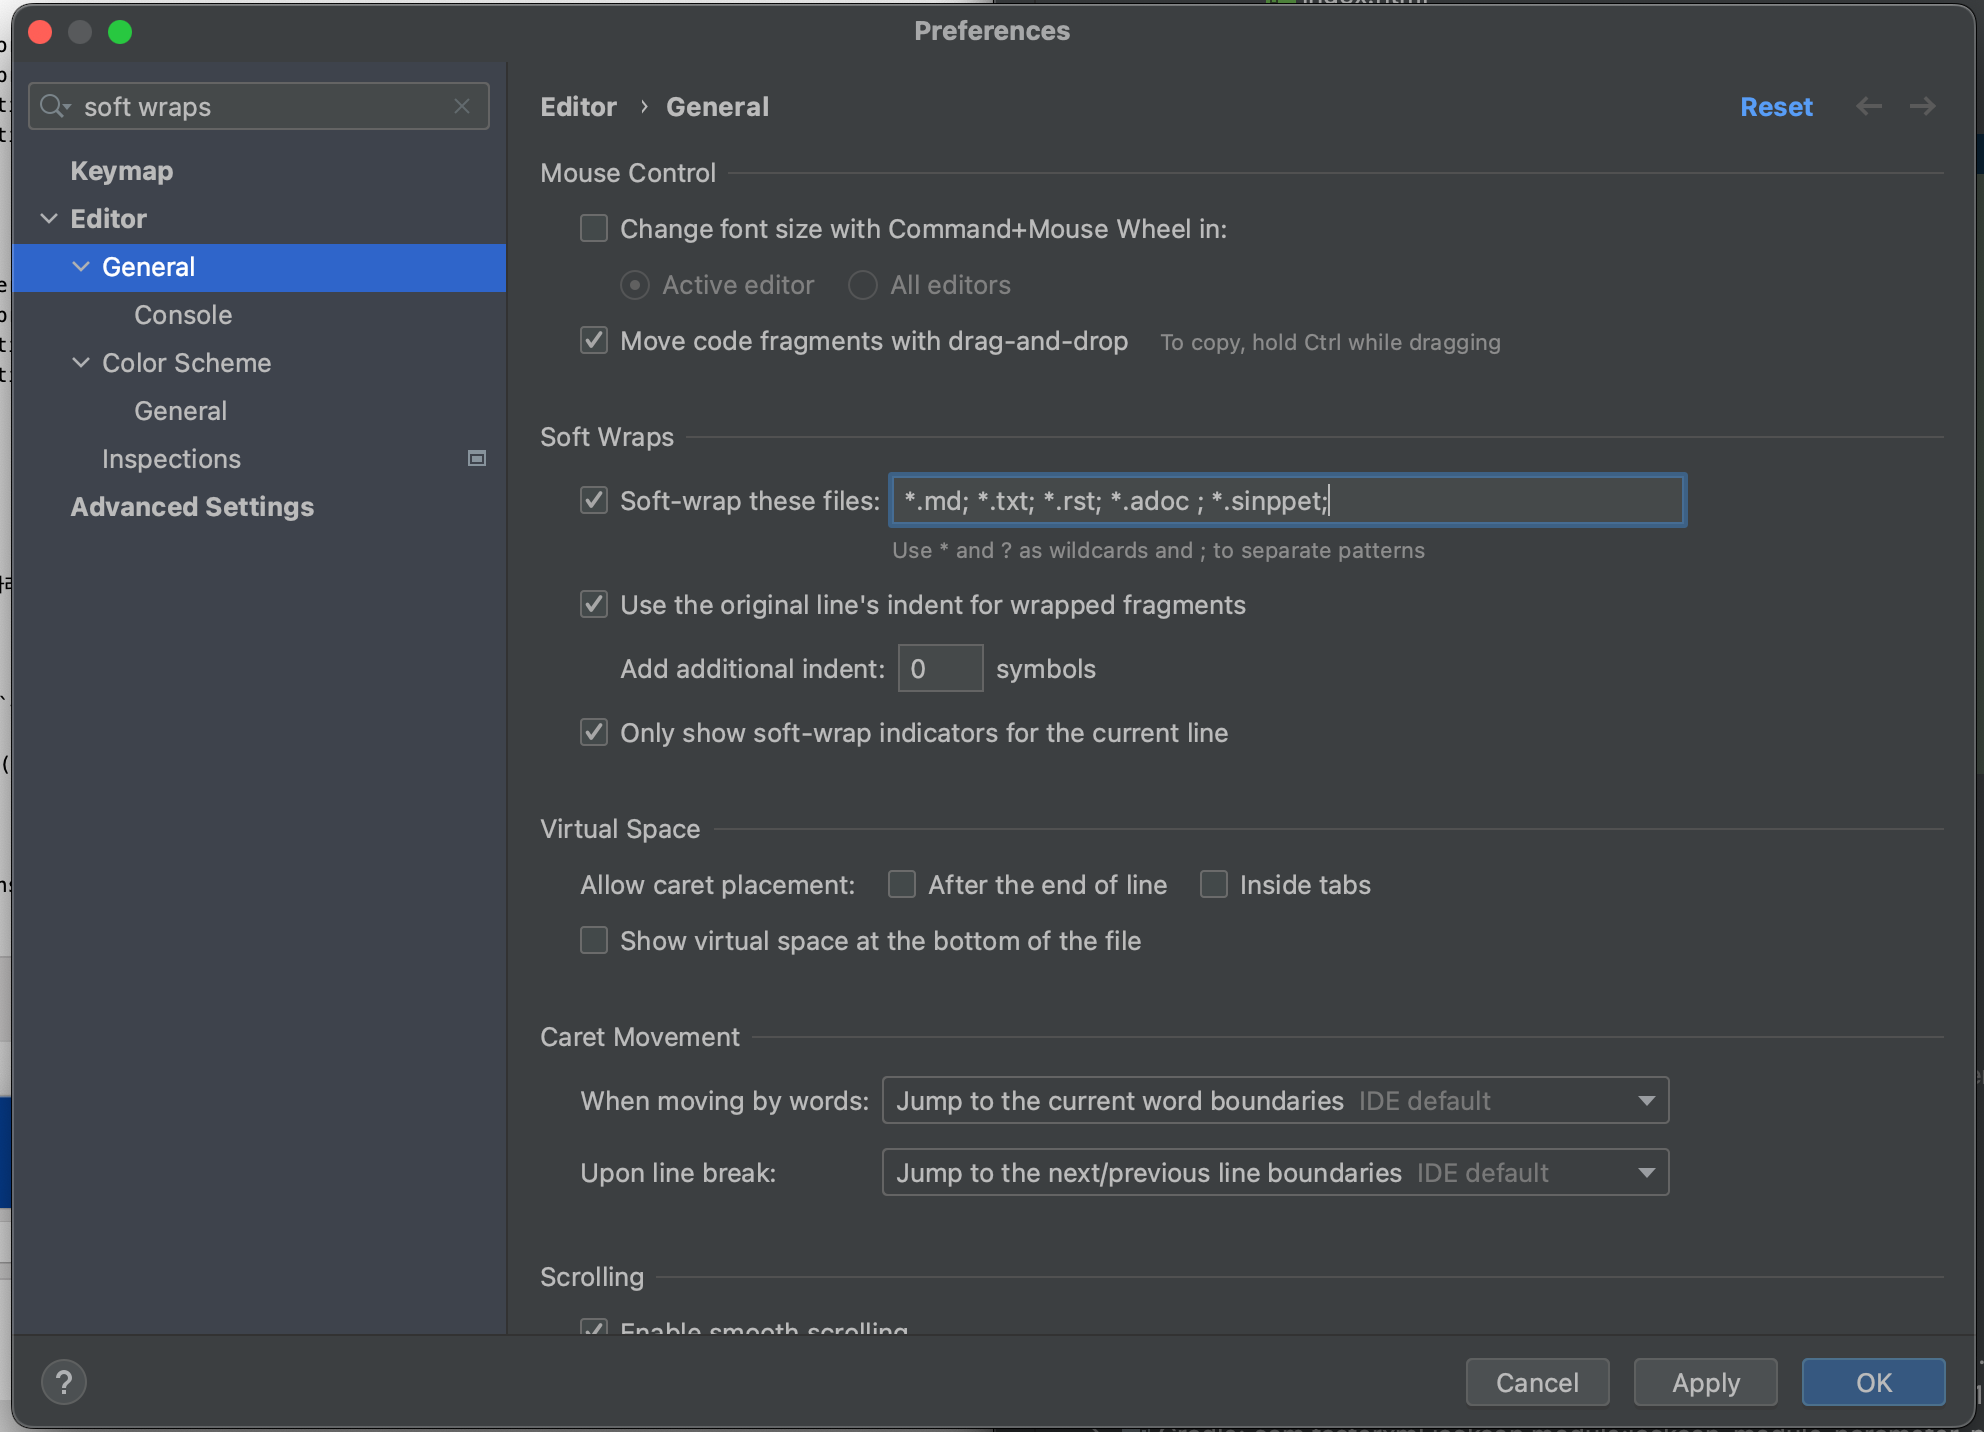 Preferences
soft wraps
Keymap
Editor
General
Console
Color Scheme
General
Inspections
Advanced Settings
Editor › General
Reset
Mouse Control
Change font size with Command+Mouse Wheel in:
Active editor
All editors
Move code fragments with drag-and-drop To copy, hold Ctrl while dragging
Soft Wraps
Soft-wrap these files: *.md; *.txt; *.rst; *.adoc ; *.sinppet;
Use * and ? as wildcards and ; to separate patterns
Use the original line's indent for wrapped fragments
Add additional indent: 0 symbols
Only show soft-wrap indicators for the current line
Virtual Space
Allow caret placement: After the end of line Inside tabs
Show virtual space at the bottom of the file
Caret Movement
When moving by words: Jump to the current word boundaries IDE default
Upon line break: Jump to the next/previous line boundaries IDE default
Scrolling
Enable smooth scrolling
?
Cancel
Apply
OK